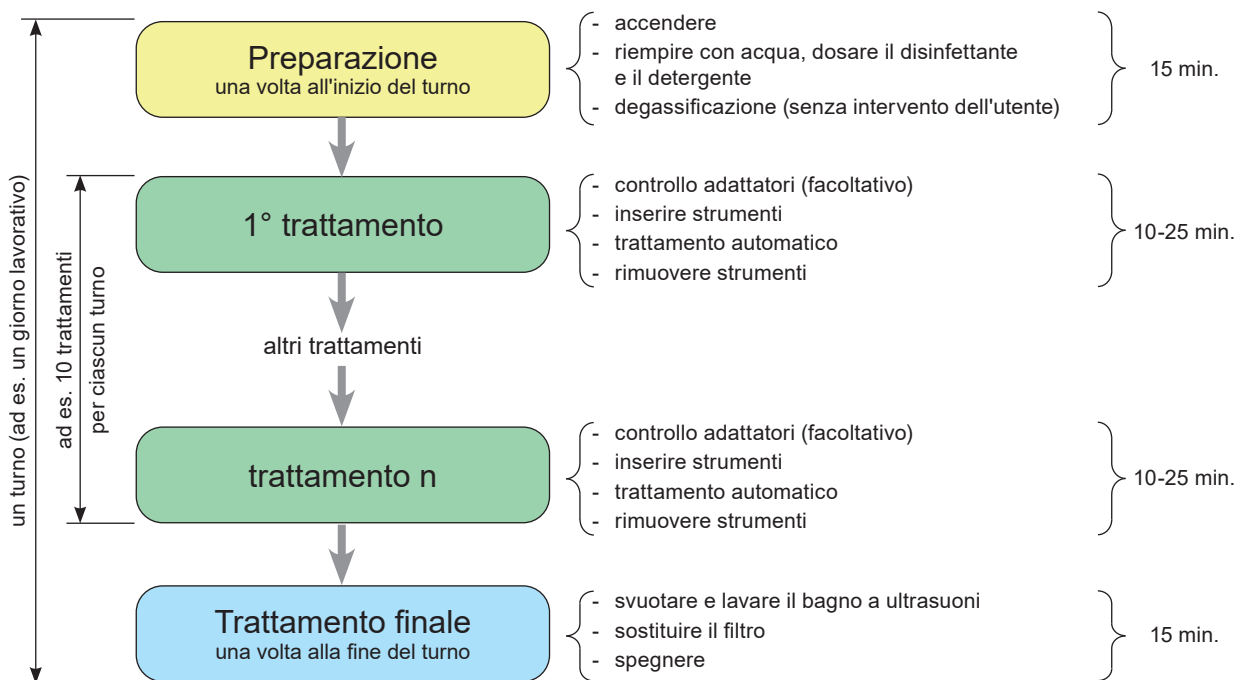 un turno (ad es. un giorno lavorativo)
ad es. 10 trattamenti
per ciascun turno
Preparazione
una volta all'inizio del turno
- accendere
- riempire con acqua, dosare il disinfettante
e il detergente
- degassificazione (senza intervento dell'utente)
15 min.
1° trattamento
- controllo adattatori (facoltativo)
- inserire strumenti
- trattamento automatico
- rimuovere strumenti
10-25 min.
altri trattamenti
trattamento n
- controllo adattatori (facoltativo)
- inserire strumenti
- trattamento automatico
- rimuovere strumenti
10-25 min.
Trattamento finale
una volta alla fine del turno
- svuotare e lavare il bagno a ultrasuoni
- sostituire il filtro
- spegnere
15 min.